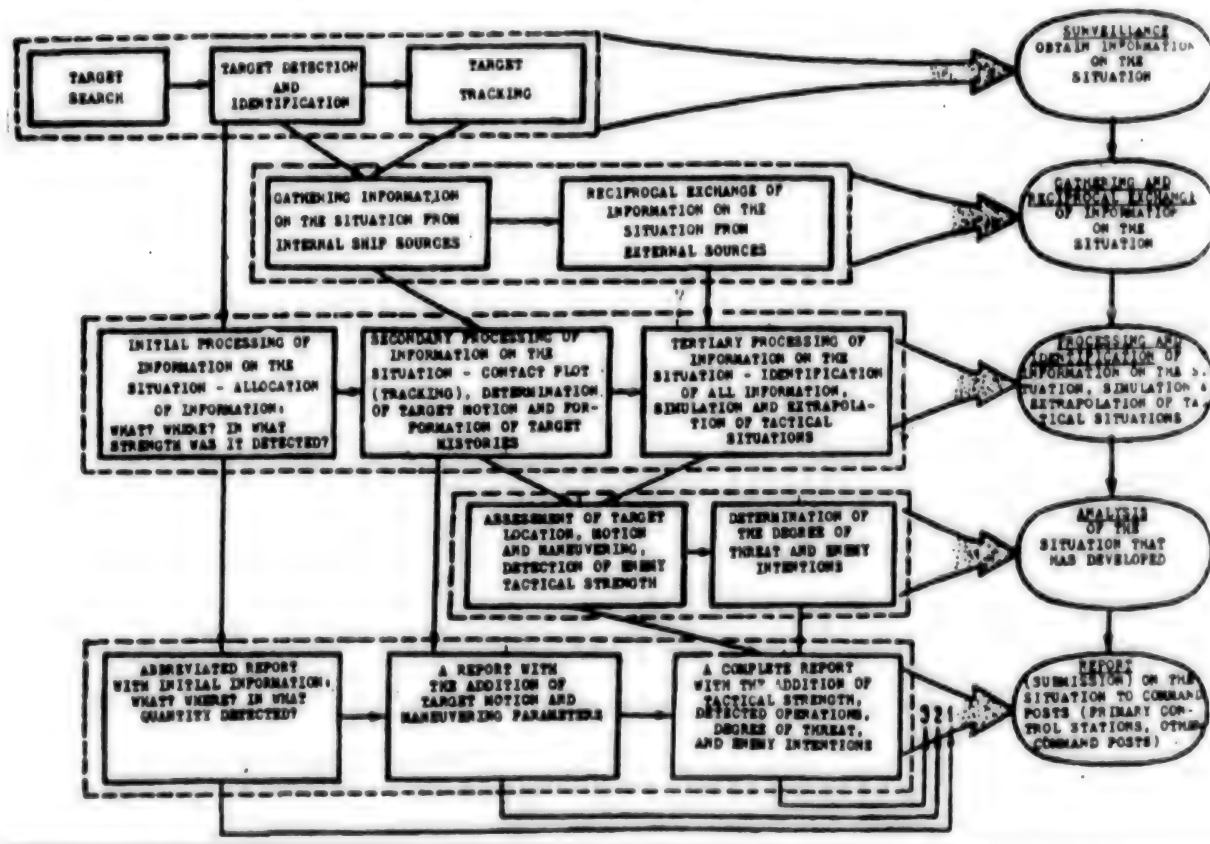 TARGET
SEARCH
TARGET DETECTION
AND
IDENTIFICATION
TARGET
TRACKING
SURVEILLANCE
OBTAIN INFORMATION
ON THE
SITUATION
GATHERING INFORMATION
ON THE SITUATION FROM
INTERNAL SHIP SOURCES
RECIPROCAL EXCHANGE OF
INFORMATION ON THE
SITUATION FROM
EXTERNAL SOURCES
GATHERING AND
RECIPROCAL EXCHANGE
OF INFORMATION
ON THE
SITUATION
INITIAL PROCESSING OF
INFORMATION ON THE
SITUATION - ALLOCATION
OF INFORMATION:
WHAT? WHERE? IN WHAT
STRENGTH WAS IT DETECTED?
SECONDARY PROCESSING OF
INFORMATION ON THE
SITUATION - CONTACT PLOT
(TRACKING), DETERMINATION
OF TARGET MOTION AND FOR-
FORMATION OF TARGET
HISTORIES
TERTIARY PROCESSING OF
INFORMATION ON THE
SITUATION - IDENTIFICATION
OF ALL INFORMATION,
SIMULATION AND EXTRAPOLA-
TION OF TACTICAL
SITUATIONS
PROCESSING AND
IDENTIFICATION OF
INFORMATION ON THE S
TUATION, SIMULATION &
EXTRAPOLATION OF TA
TICAL SITUATIONS
ASSESSMENT OF TARGET
LOCATION, MOTION
AND MANEUVERING,
DETECTION OF ENEMY
TACTICAL STRENGTH
DETERMINATION OF
THE DEGREE OF
THREAT AND ENEMY
INTENTIONS
ANALYSIS
OF THE
SITUATION THAT
HAS DEVELOPED
ABBREVIATED REPORT
WITH INITIAL INFORMATION:
WHAT? WHERE? IN WHAT
QUANTITY DETECTED?
A REPORT WITH
THE ADDITION OF
TARGET MOTION AND
MANEUVERING PARAMETERS
A COMPLETE REPORT
WITH THE ADDITION OF
TACTICAL STRENGTH,
DETECTED OPERATIONS,
DEGREE OF THREAT,
AND ENEMY INTENTIONS
3 2 1
REPORT
(SUBMISSION) ON THE
SITUATION TO COMMAND
POSTS (PRIMARY CON-
TROL STATIONS, OTHER
COMMAND POSTS)